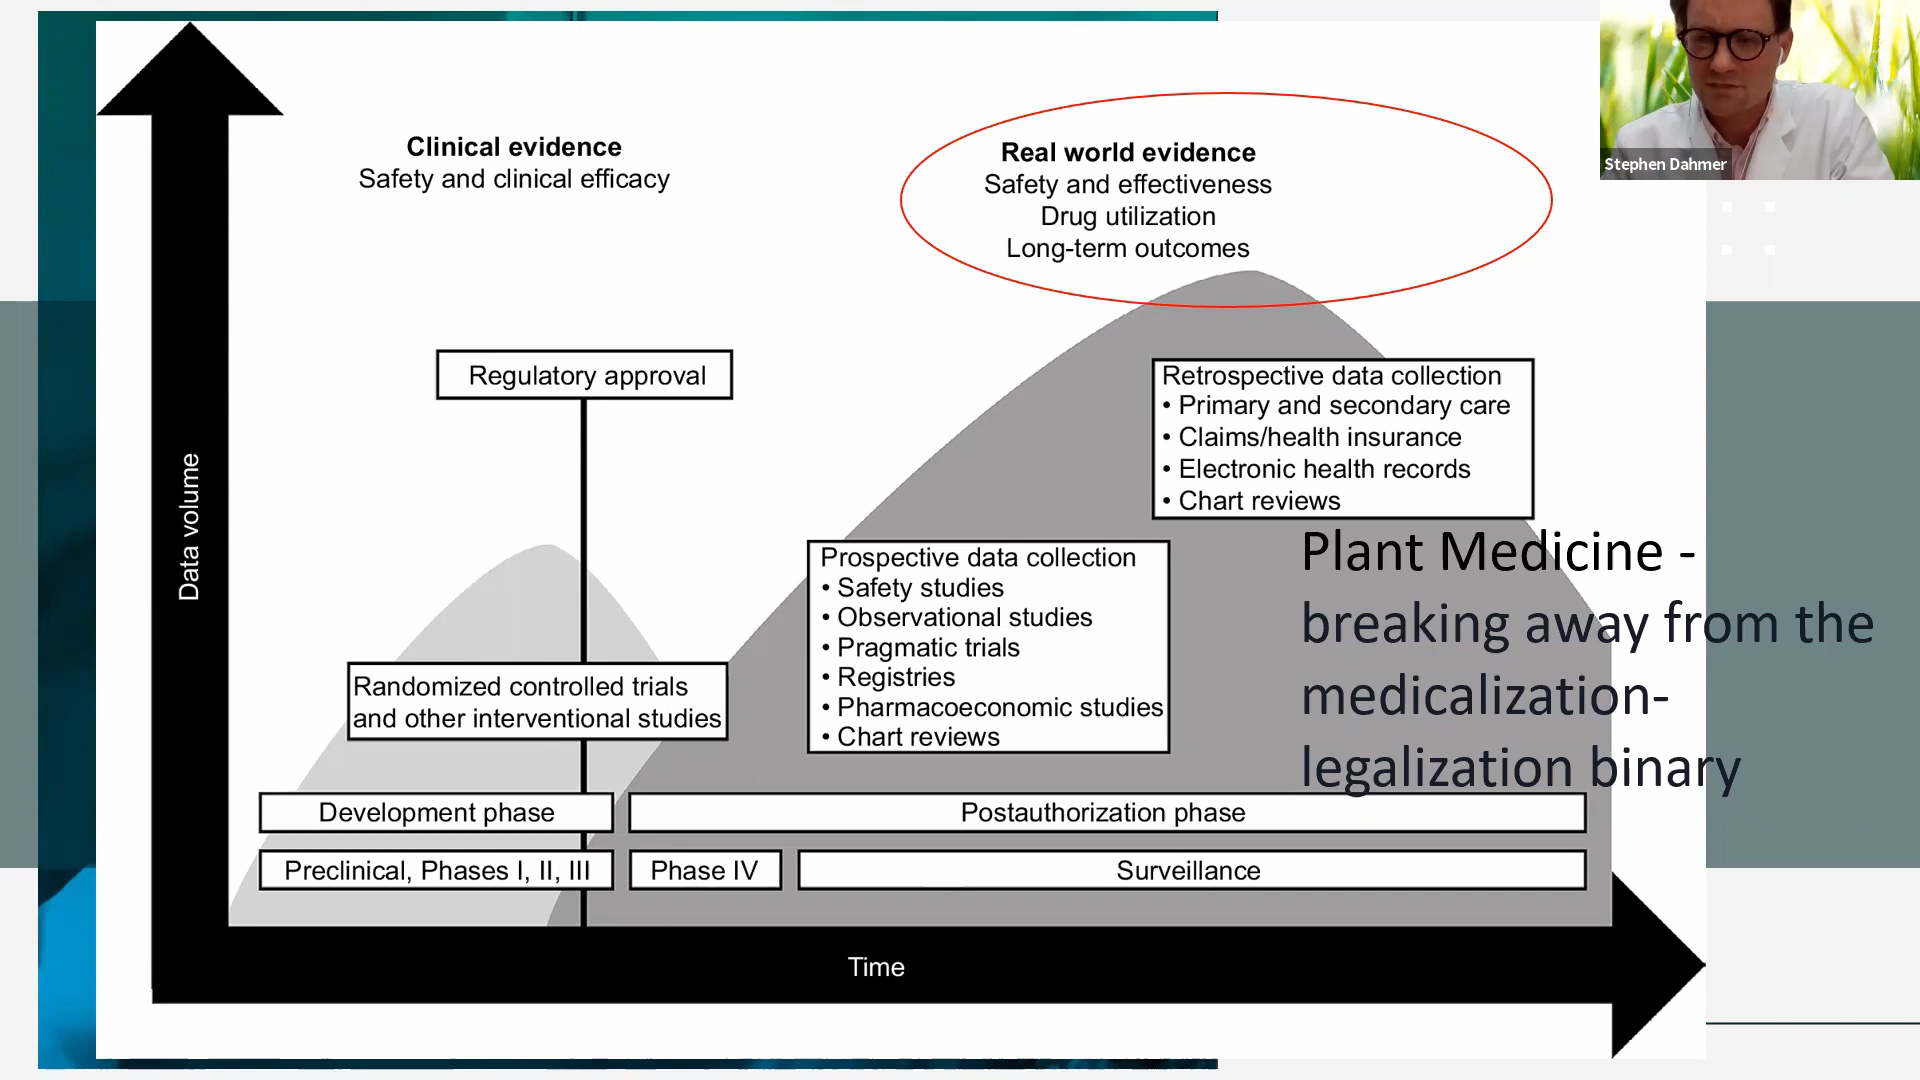 Clinical evidence
Safety and clinical efficacy
Real world evidence
Safety and effectiveness
Drug utilization
Long-term outcomes
Stephen Dahmer
Regulatory approval
Retrospective data collection
• Primary and secondary care
• Claims/health insurance
• Electronic health records
• Chart reviews
Data volume
Prospective data collection
• Safety studies
• Observational studies
• Pragmatic trials
• Registries
• Pharmacoeconomic studies
• Chart reviews
Plant Medicine -
breaking away from the
medicalization-
legalization binary
Randomized controlled trials
and other interventional studies
Development phase
Postauthorization phase
Preclinical, Phases I, II, III
Phase IV
Surveillance
Time